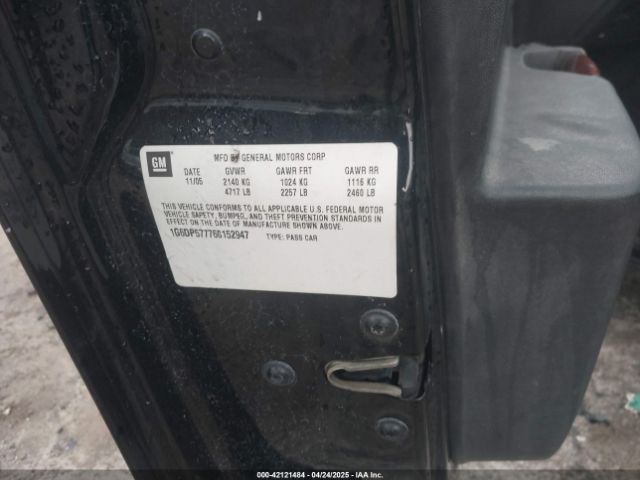 GM
MFD BY GENERAL MOTORS CORP
DATE GVWR GAWR FRT GAWR RR
11/05 2140 KG 1024 KG 1116 KG
4717 LB 2257 LB 2460 LB
THIS VEHICLE CONFORMS TO ALL APPLICABLE U.S. FEDERAL MOTOR
VEHICLE SAFETY, BUMPER, AND THEFT PREVENTION STANDARDS IN
EFFECT ON THE DATE OF MANUFACTURE SHOWN ABOVE.
1G6DP577760152947 TYPE: PASS CAR
000-42121484 - 04/24/2025 - IAA Inc.